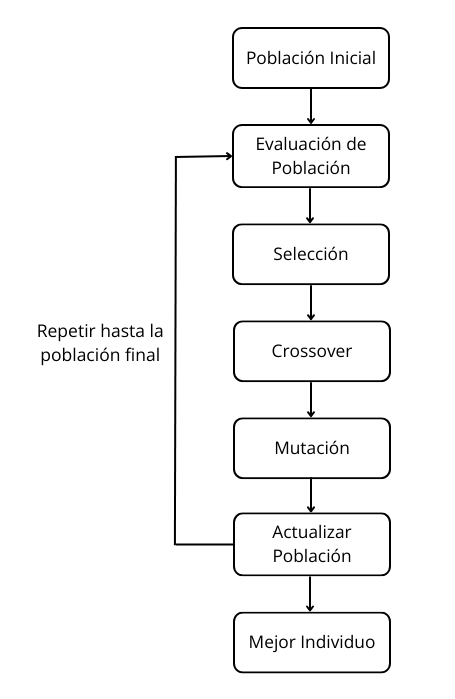 Población Inicial
Evaluación de
Población
Selección
Crossover
Repetir hasta la
población final
Mutación
Actualizar
Población
Mejor Individuo